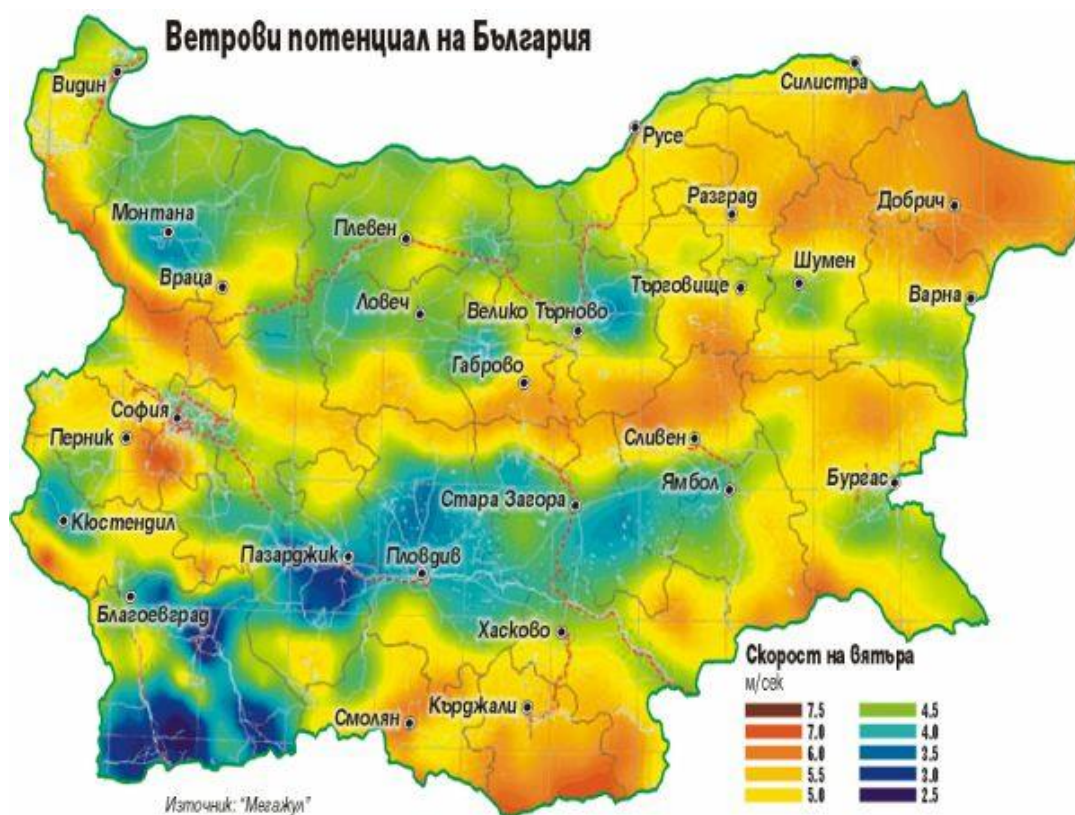 Ветрови потенциал на България
Видин
Силистра
Русе
Разград
Добрич
Монтана
Плевен
Шумен
Враца
Търговище
Варна
Ловеч
Велико Търново
Габрово
София
Перник
Сливен
Ямбол
Бургас
Стара Загора
Кюстендил
Пазарджик
Пловдив
Благоевград
Хасково
Смолян
Кърджали
Скорост на вятъра
м/сек
7.5 4.5
7.0 4.0
6.0 3.5
5.5 3.0
5.0 2.5
Източник: "Мегажул"